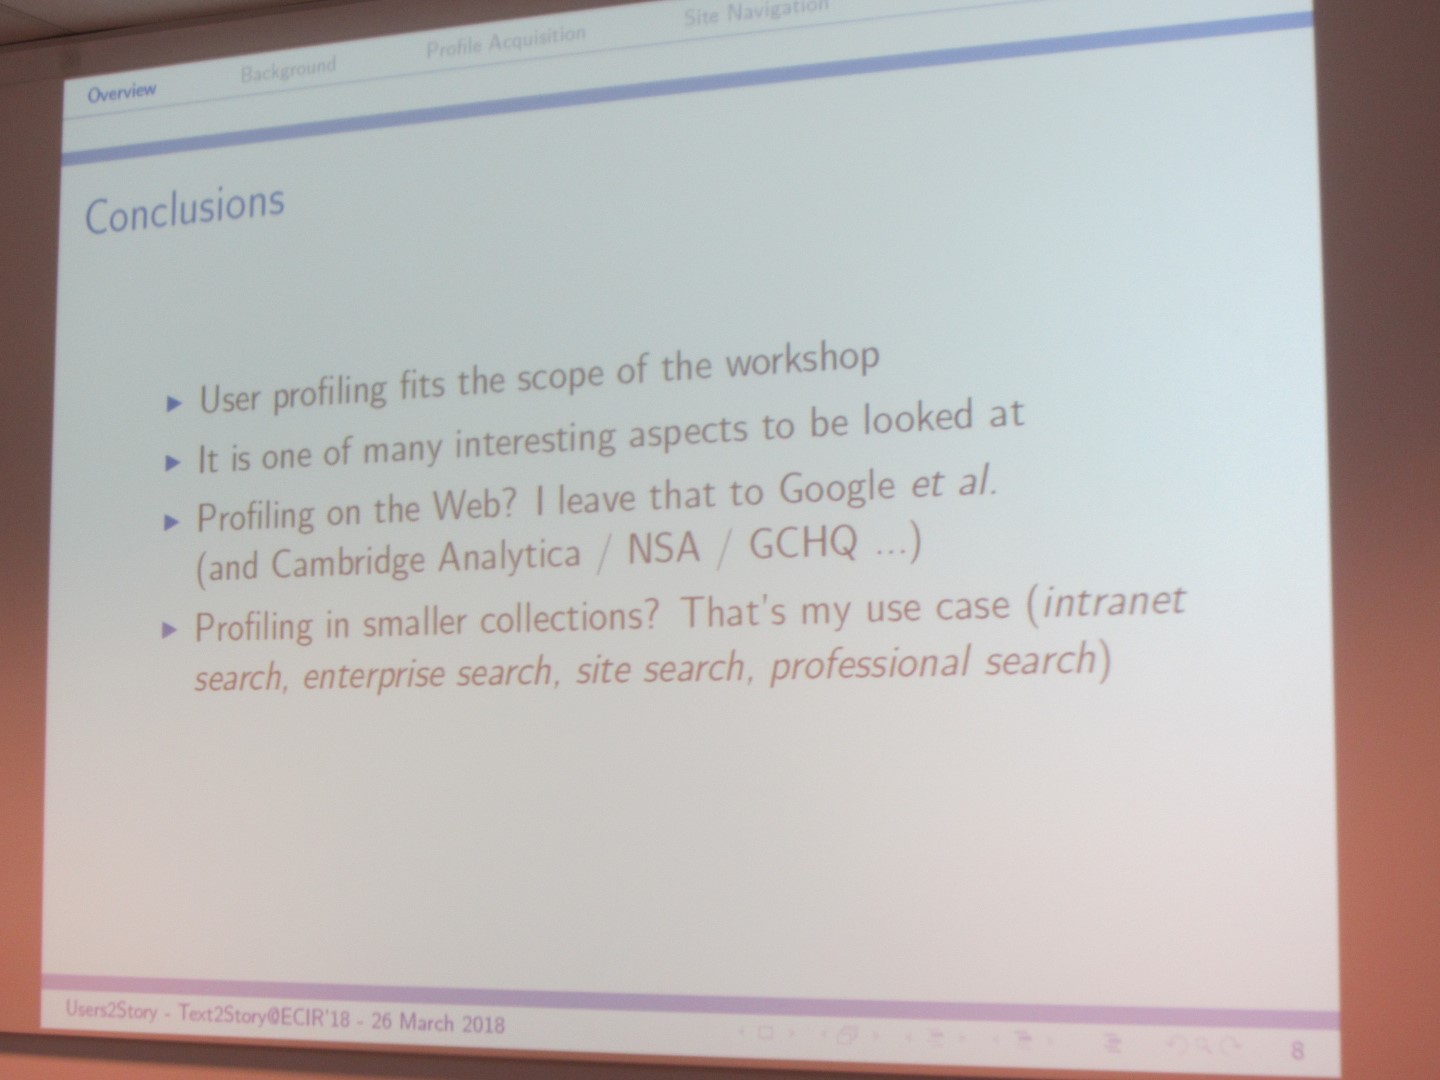 Overview Background Profile Acquisition Site Navigation
Conclusions
▶ User profiling fits the scope of the workshop
▶ It is one of many interesting aspects to be looked at
▶ Profiling on the Web? I leave that to Google et al.
(and Cambridge Analytica / NSA / GCHQ ...)
▶ Profiling in smaller collections? That's my use case (intranet
search, enterprise search, site search, professional search)
Users2Story - Text2Story@ECIR'18 - 26 March 2018
8